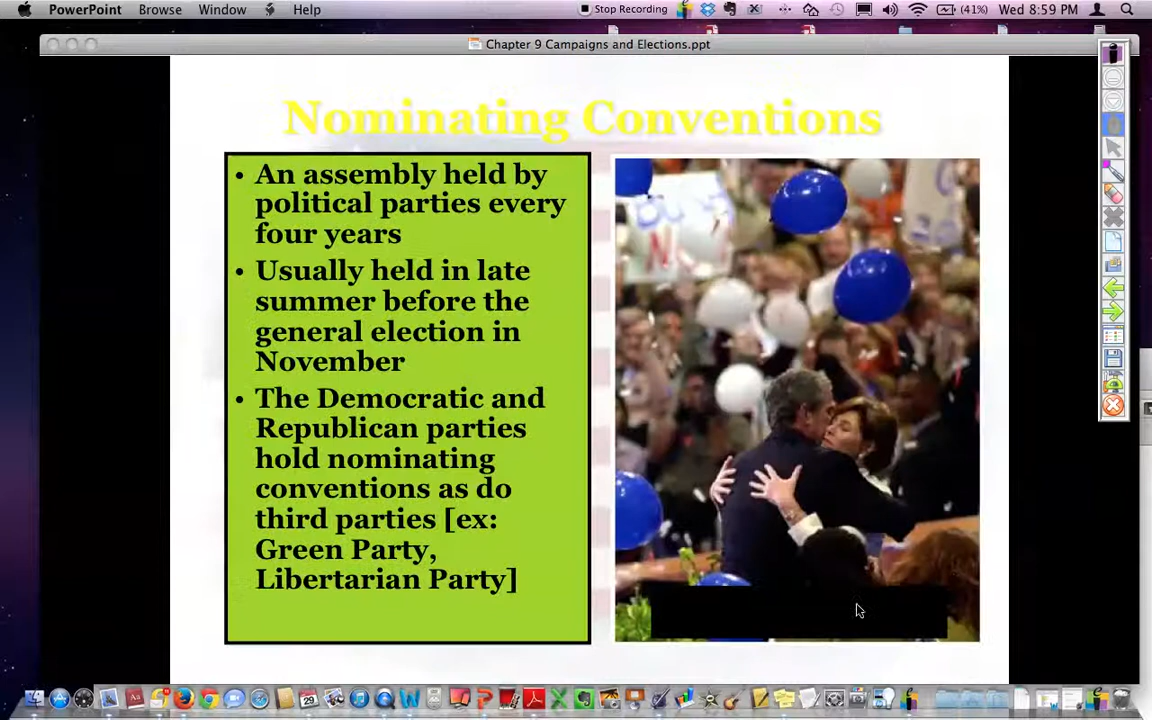 PowerPoint Browse Window Help
Stop Recording
(41%) Wed 8:59 PM
Chapter 9 Campaigns and Elections.ppt
Nominating Conventions
• An assembly held by
political parties every
four years
• Usually held in late
summer before the
general election in
November
• The Democratic and
Republican parties
hold nominating
conventions as do
third parties [ex:
Green Party,
Libertarian Party]